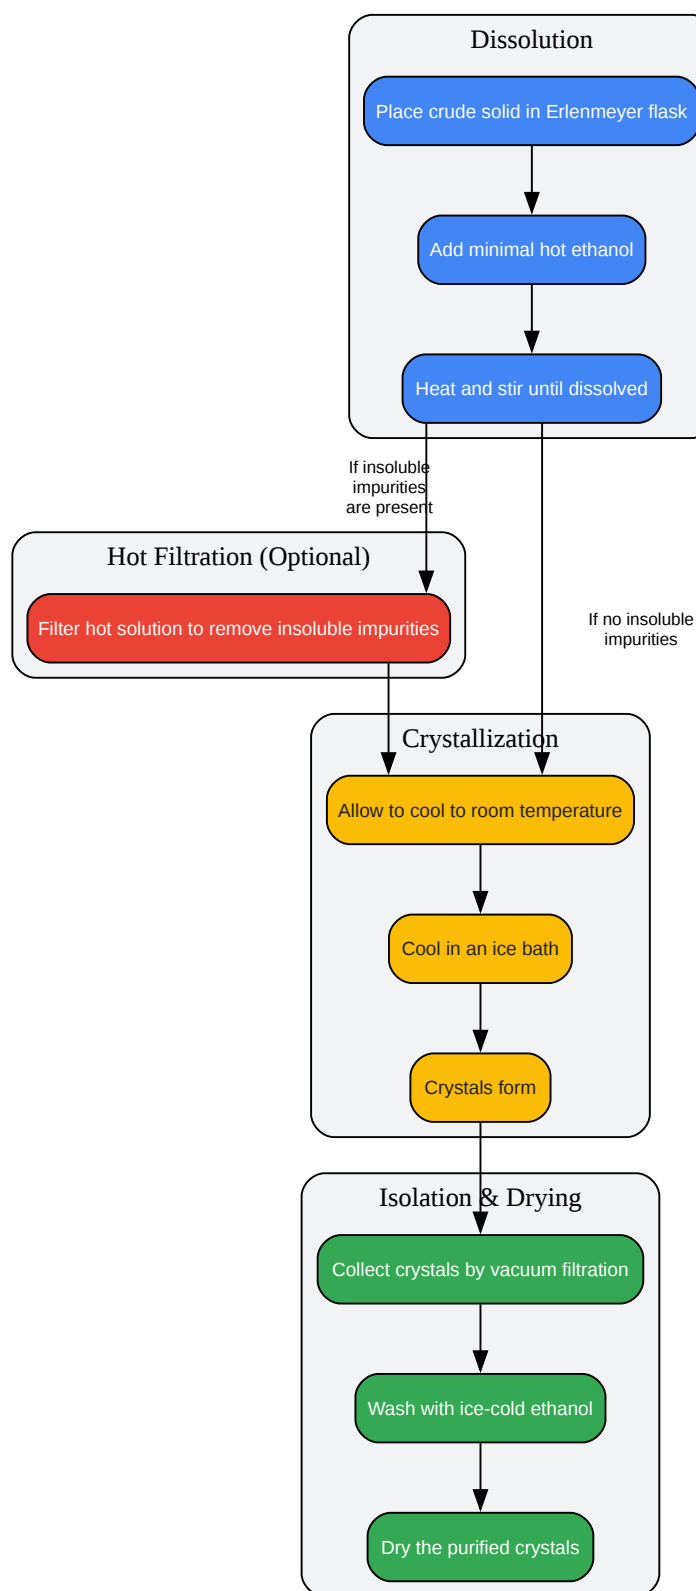 Dissolution
Place crude solid in Erlenmeyer flask
Add minimal hot ethanol
Heat and stir until dissolved
If insoluble
impurities
are present
Hot Filtration (Optional)
Filter hot solution to remove insoluble impurities
If no insoluble
impurities
Crystallization
Allow to cool to room temperature
Cool in an ice bath
Crystals form
Isolation & Drying
Collect crystals by vacuum filtration
Wash with ice-cold ethanol
Dry the purified crystals